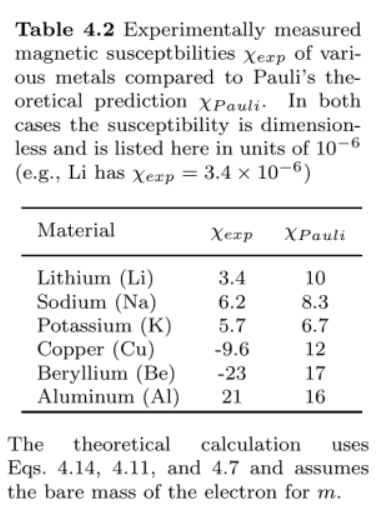 Table 4.2 Experimentally measured
magnetic susceptbilities χexp of vari-
ous metals compared to Pauli's the-
oretical prediction χPauli. In both
cases the susceptibility is dimension-
less and is listed here in units of 10−6
(e.g., Li has χexp = 3.4 × 10−6)
Material χexp χPauli
Lithium (Li) 3.4 10
Sodium (Na) 6.2 8.3
Potassium (K) 5.7 6.7
Copper (Cu) -9.6 12
Beryllium (Be) -23 17
Aluminum (Al) 21 16
The theoretical calculation uses
Eqs. 4.14, 4.11, and 4.7 and assumes
the bare mass of the electron for m.